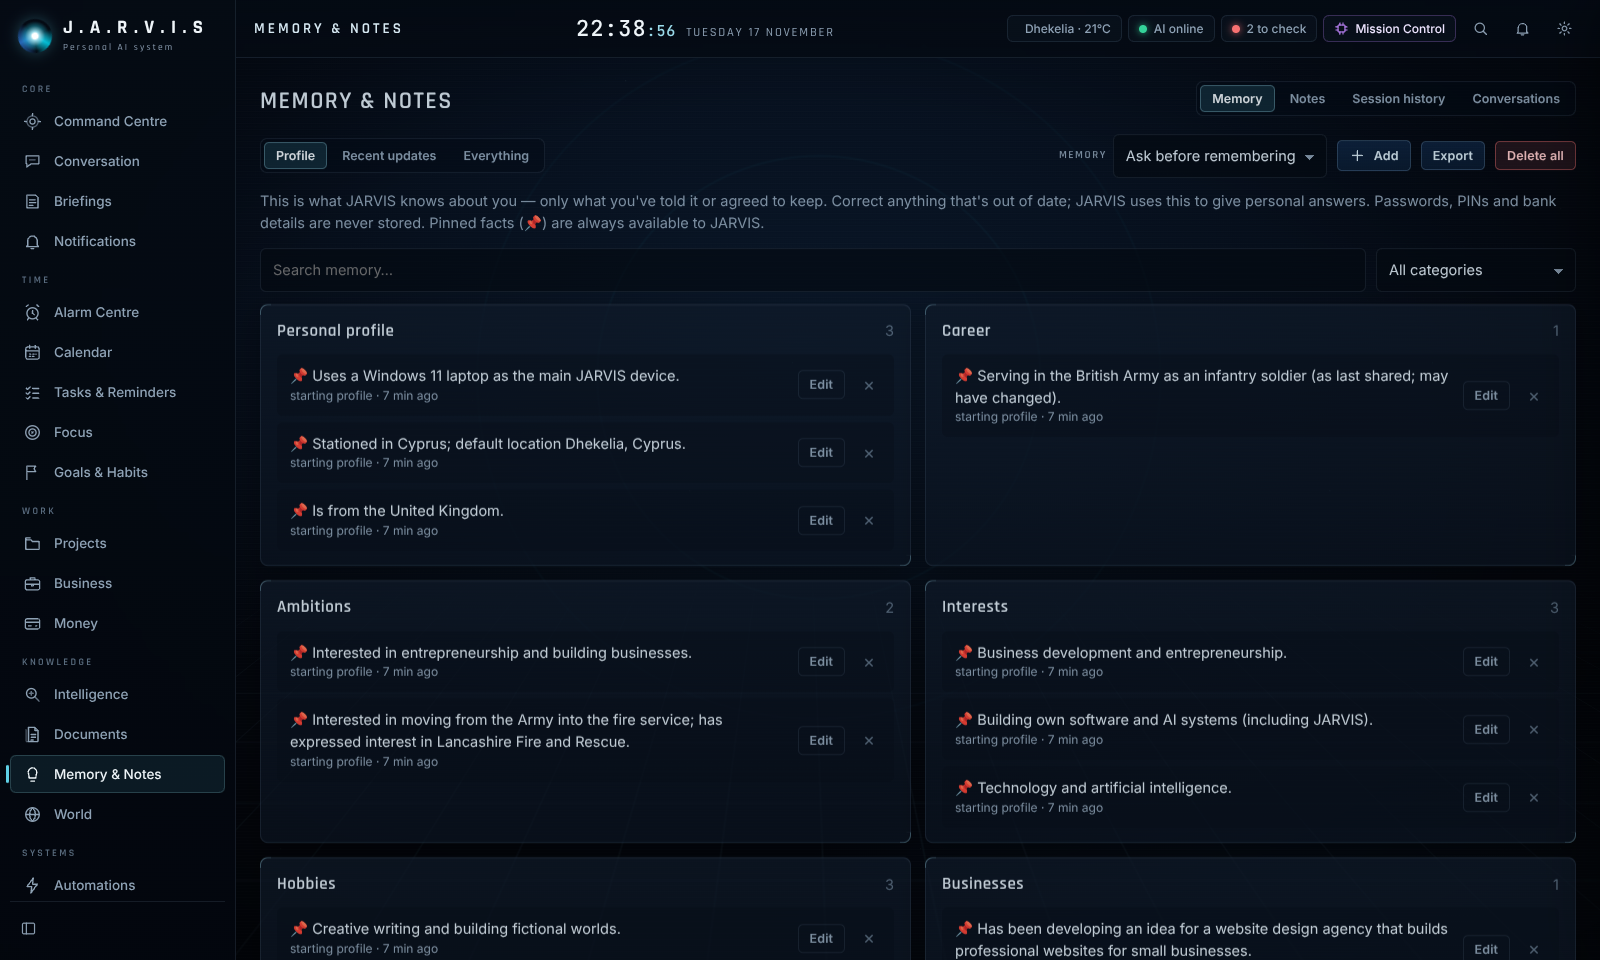 J.A.R.V.I.S
Personal AI system
CORE
Command Centre
Conversation
Briefings
Notifications
TIME
Alarm Centre
Calendar
Tasks & Reminders
Focus
Goals & Habits
WORK
Projects
Business
Money
KNOWLEDGE
Intelligence
Documents
Memory & Notes
World
SYSTEMS
Automations
MEMORY & NOTES
22:38:56 TUESDAY 17 NOVEMBER
Dhekelia · 21°C
AI online
2 to check
Mission Control
MEMORY & NOTES
Memory Notes Session history Conversations
Profile Recent updates Everything
MEMORY Ask before remembering
Add
Export
Delete all
This is what JARVIS knows about you — only what you've told it or agreed to keep. Correct anything that's out of date; JARVIS uses this to give personal answers. Passwords, PINs and bank
details are never stored. Pinned facts (📌) are always available to JARVIS.
Search memory...
All categories
Personal profile 3
📌 Uses a Windows 11 laptop as the main JARVIS device.
starting profile · 7 min ago
Edit ×
📌 Stationed in Cyprus; default location Dhekelia, Cyprus.
starting profile · 7 min ago
Edit ×
📌 Is from the United Kingdom.
starting profile · 7 min ago
Edit ×
Career 1
📌 Serving in the British Army as an infantry soldier (as last shared; may
have changed).
starting profile · 7 min ago
Edit ×
Ambitions 2
📌 Interested in entrepreneurship and building businesses.
starting profile · 7 min ago
Edit ×
📌 Interested in moving from the Army into the fire service; has
expressed interest in Lancashire Fire and Rescue.
starting profile · 7 min ago
Edit ×
Interests 3
📌 Business development and entrepreneurship.
starting profile · 7 min ago
Edit ×
📌 Building own software and AI systems (including JARVIS).
starting profile · 7 min ago
Edit ×
📌 Technology and artificial intelligence.
starting profile · 7 min ago
Edit ×
Hobbies 3
📌 Creative writing and building fictional worlds.
starting profile · 7 min ago
Edit ×
Businesses 1
📌 Has been developing an idea for a website design agency that builds
professional websites for small businesses.
Edit ×